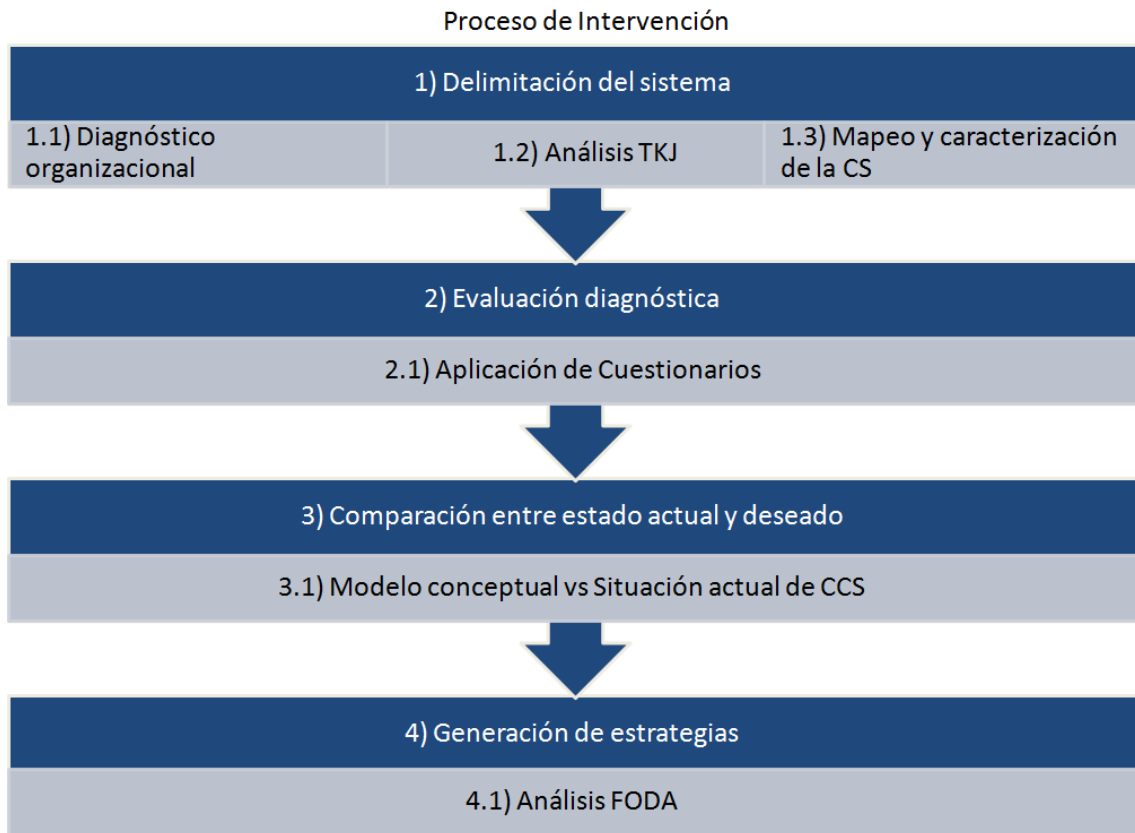 Proceso de Intervención
1) Delimitación del sistema
1.1) Diagnóstico
organizacional
1.2) Análisis TKJ
1.3) Mapeo y caracterización
de la CS
2) Evaluación diagnóstica
2.1) Aplicación de Cuestionarios
3) Comparación entre estado actual y deseado
3.1) Modelo conceptual vs Situación actual de CCS
4) Generación de estrategias
4.1) Análisis FODA